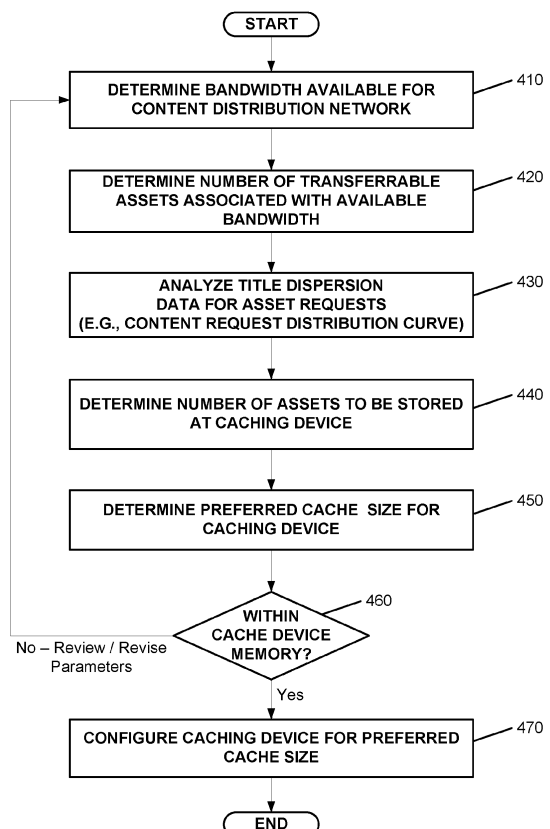 START
DETERMINE BANDWIDTH AVAILABLE FOR
CONTENT DISTRIBUTION NETWORK
410
DETERMINE NUMBER OF TRANSFERRABLE
ASSETS ASSOCIATED WITH AVAILABLE
BANDWIDTH
420
ANALYZE TITLE DISPERSION
DATA FOR ASSET REQUESTS
(E.G., CONTENT REQUEST DISTRIBUTION CURVE)
430
DETERMINE NUMBER OF ASSETS TO BE STORED
AT CACHING DEVICE
440
DETERMINE PREFERRED CACHE SIZE FOR
CACHING DEVICE
450
WITHIN
CACHE DEVICE
MEMORY?
460
No – Review / Revise
Parameters
Yes
CONFIGURE CACHING DEVICE FOR PREFERRED
CACHE SIZE
470
END